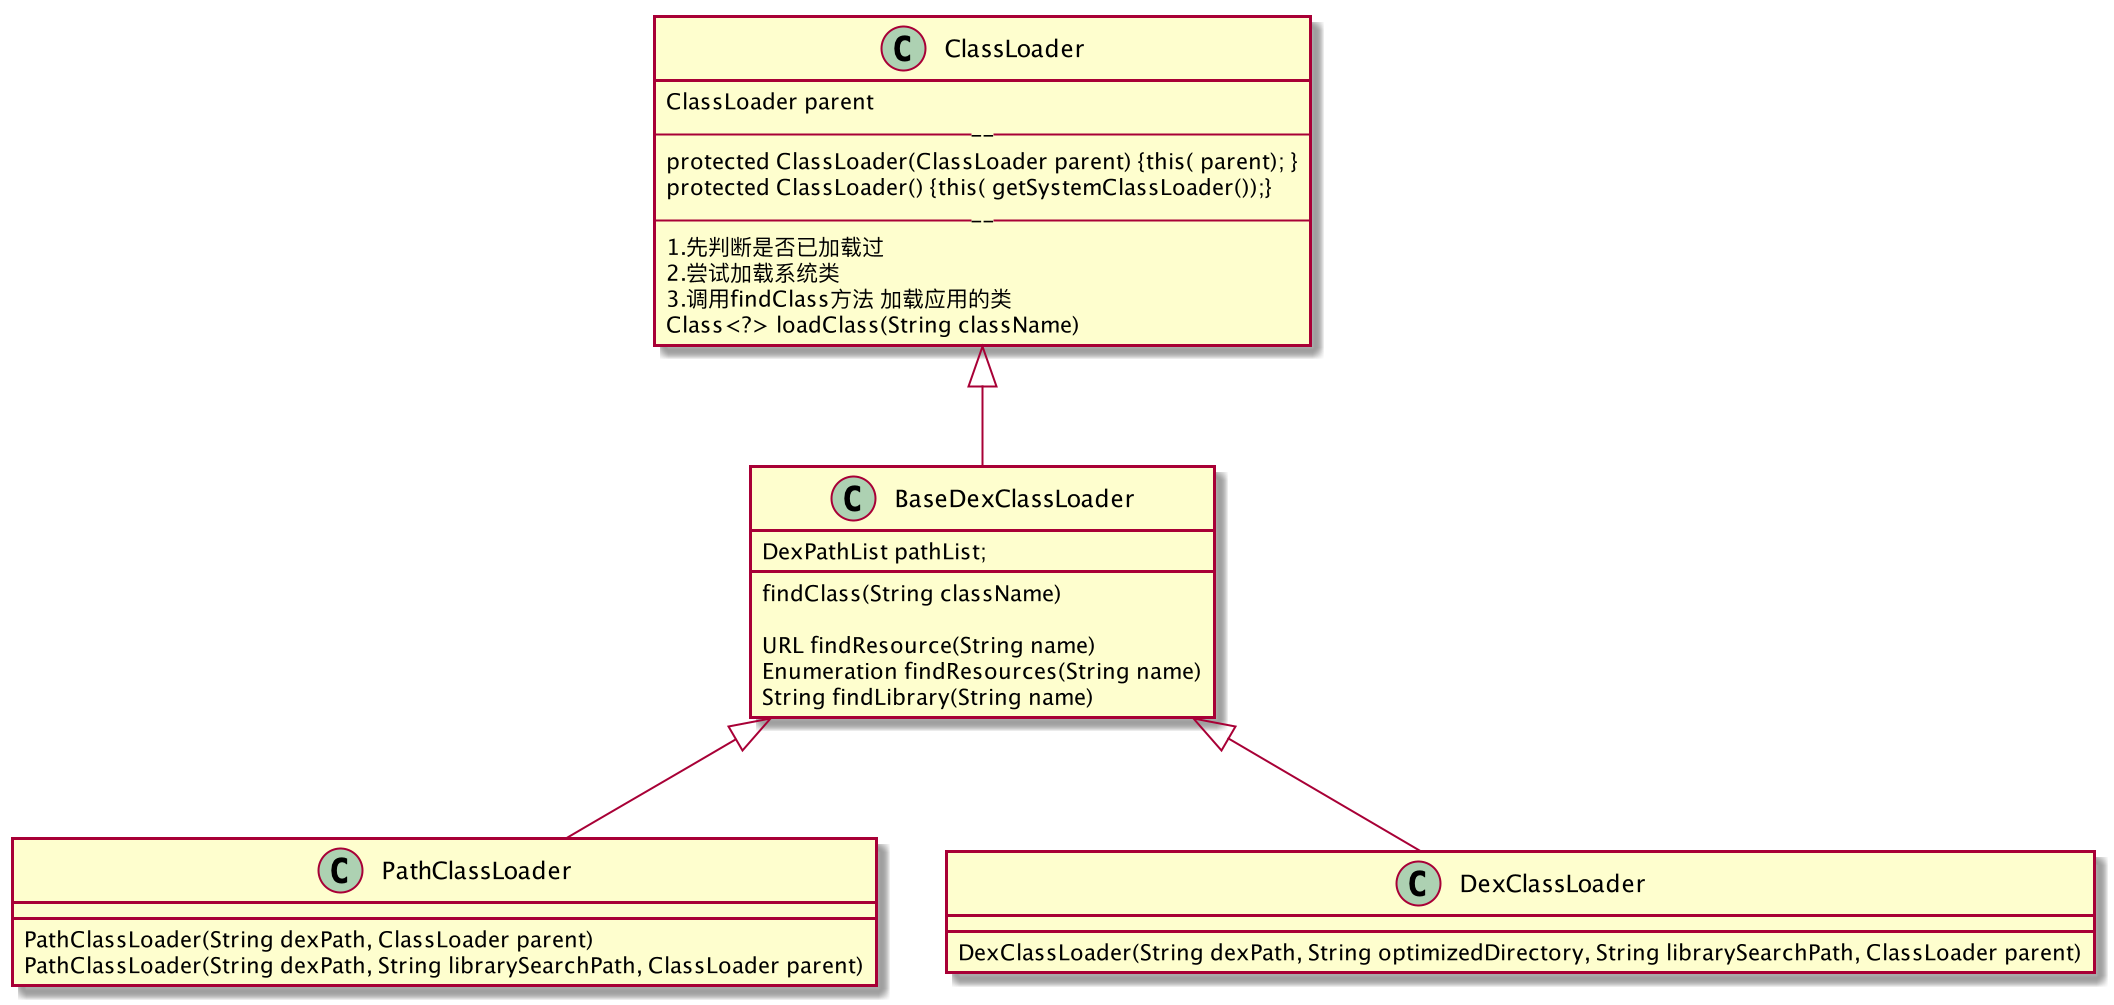 C ClassLoader
ClassLoader parent
--
protected ClassLoader(ClassLoader parent) {this( parent); }
protected ClassLoader() {this( getSystemClassLoader());}
--
1.先判断是否已加载过
2.尝试加载系统类
3.调用findClass方法 加载应用的类
Class<?> loadClass(String className)
C BaseDexClassLoader
DexPathList pathList;
findClass(String className)
URL findResource(String name)
Enumeration findResources(String name)
String findLibrary(String name)
C PathClassLoader
PathClassLoader(String dexPath, ClassLoader parent)
PathClassLoader(String dexPath, String librarySearchPath, ClassLoader parent)
C DexClassLoader
DexClassLoader(String dexPath, String optimizedDirectory, String librarySearchPath, ClassLoader parent)